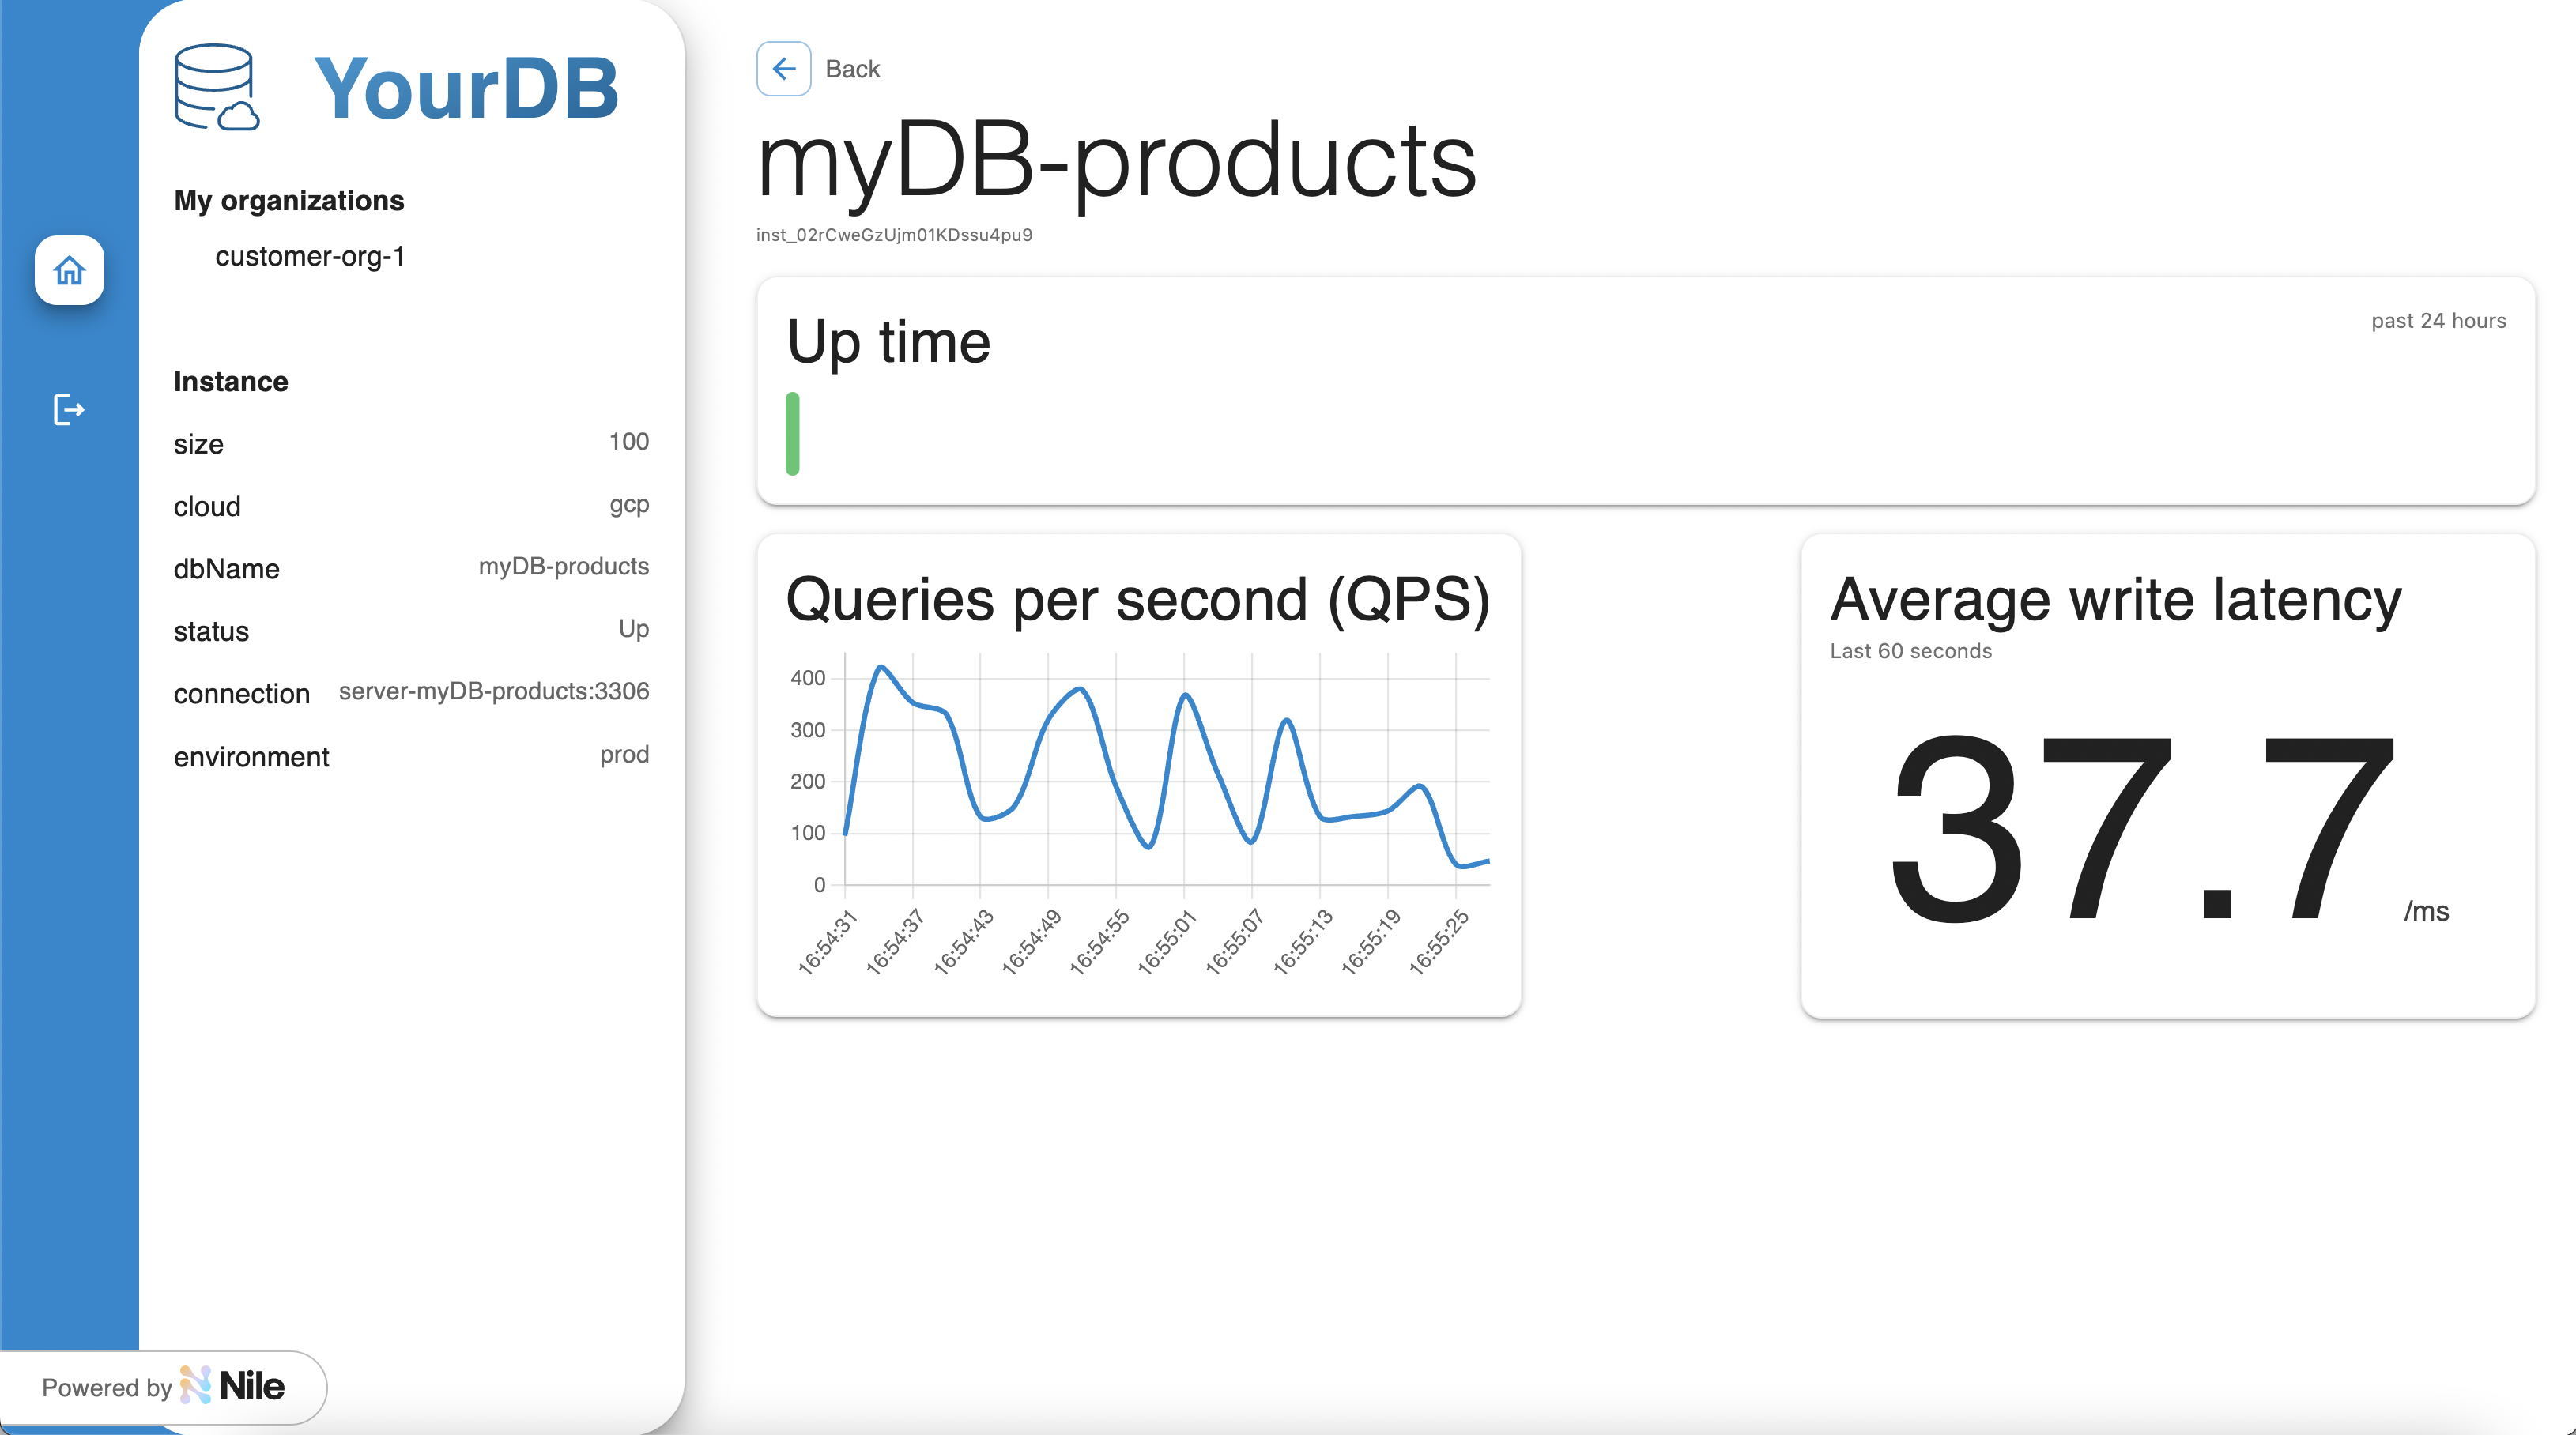 YourDB
My organizations
customer-org-1
Instance
size 100
cloud gcp
dbName myDB-products
status Up
connection server-myDB-products:3306
environment prod
Powered by Nile
Back
myDB-products
inst_02rCweGzUjm01KDssu4pu9
Up time
past 24 hours
Queries per second (QPS)
400
300
200
100
0
16:54:31
16:54:37
16:54:43
16:54:49
16:54:55
16:55:01
16:55:07
16:55:13
16:55:19
16:55:25
Average write latency
Last 60 seconds
37.7 /ms